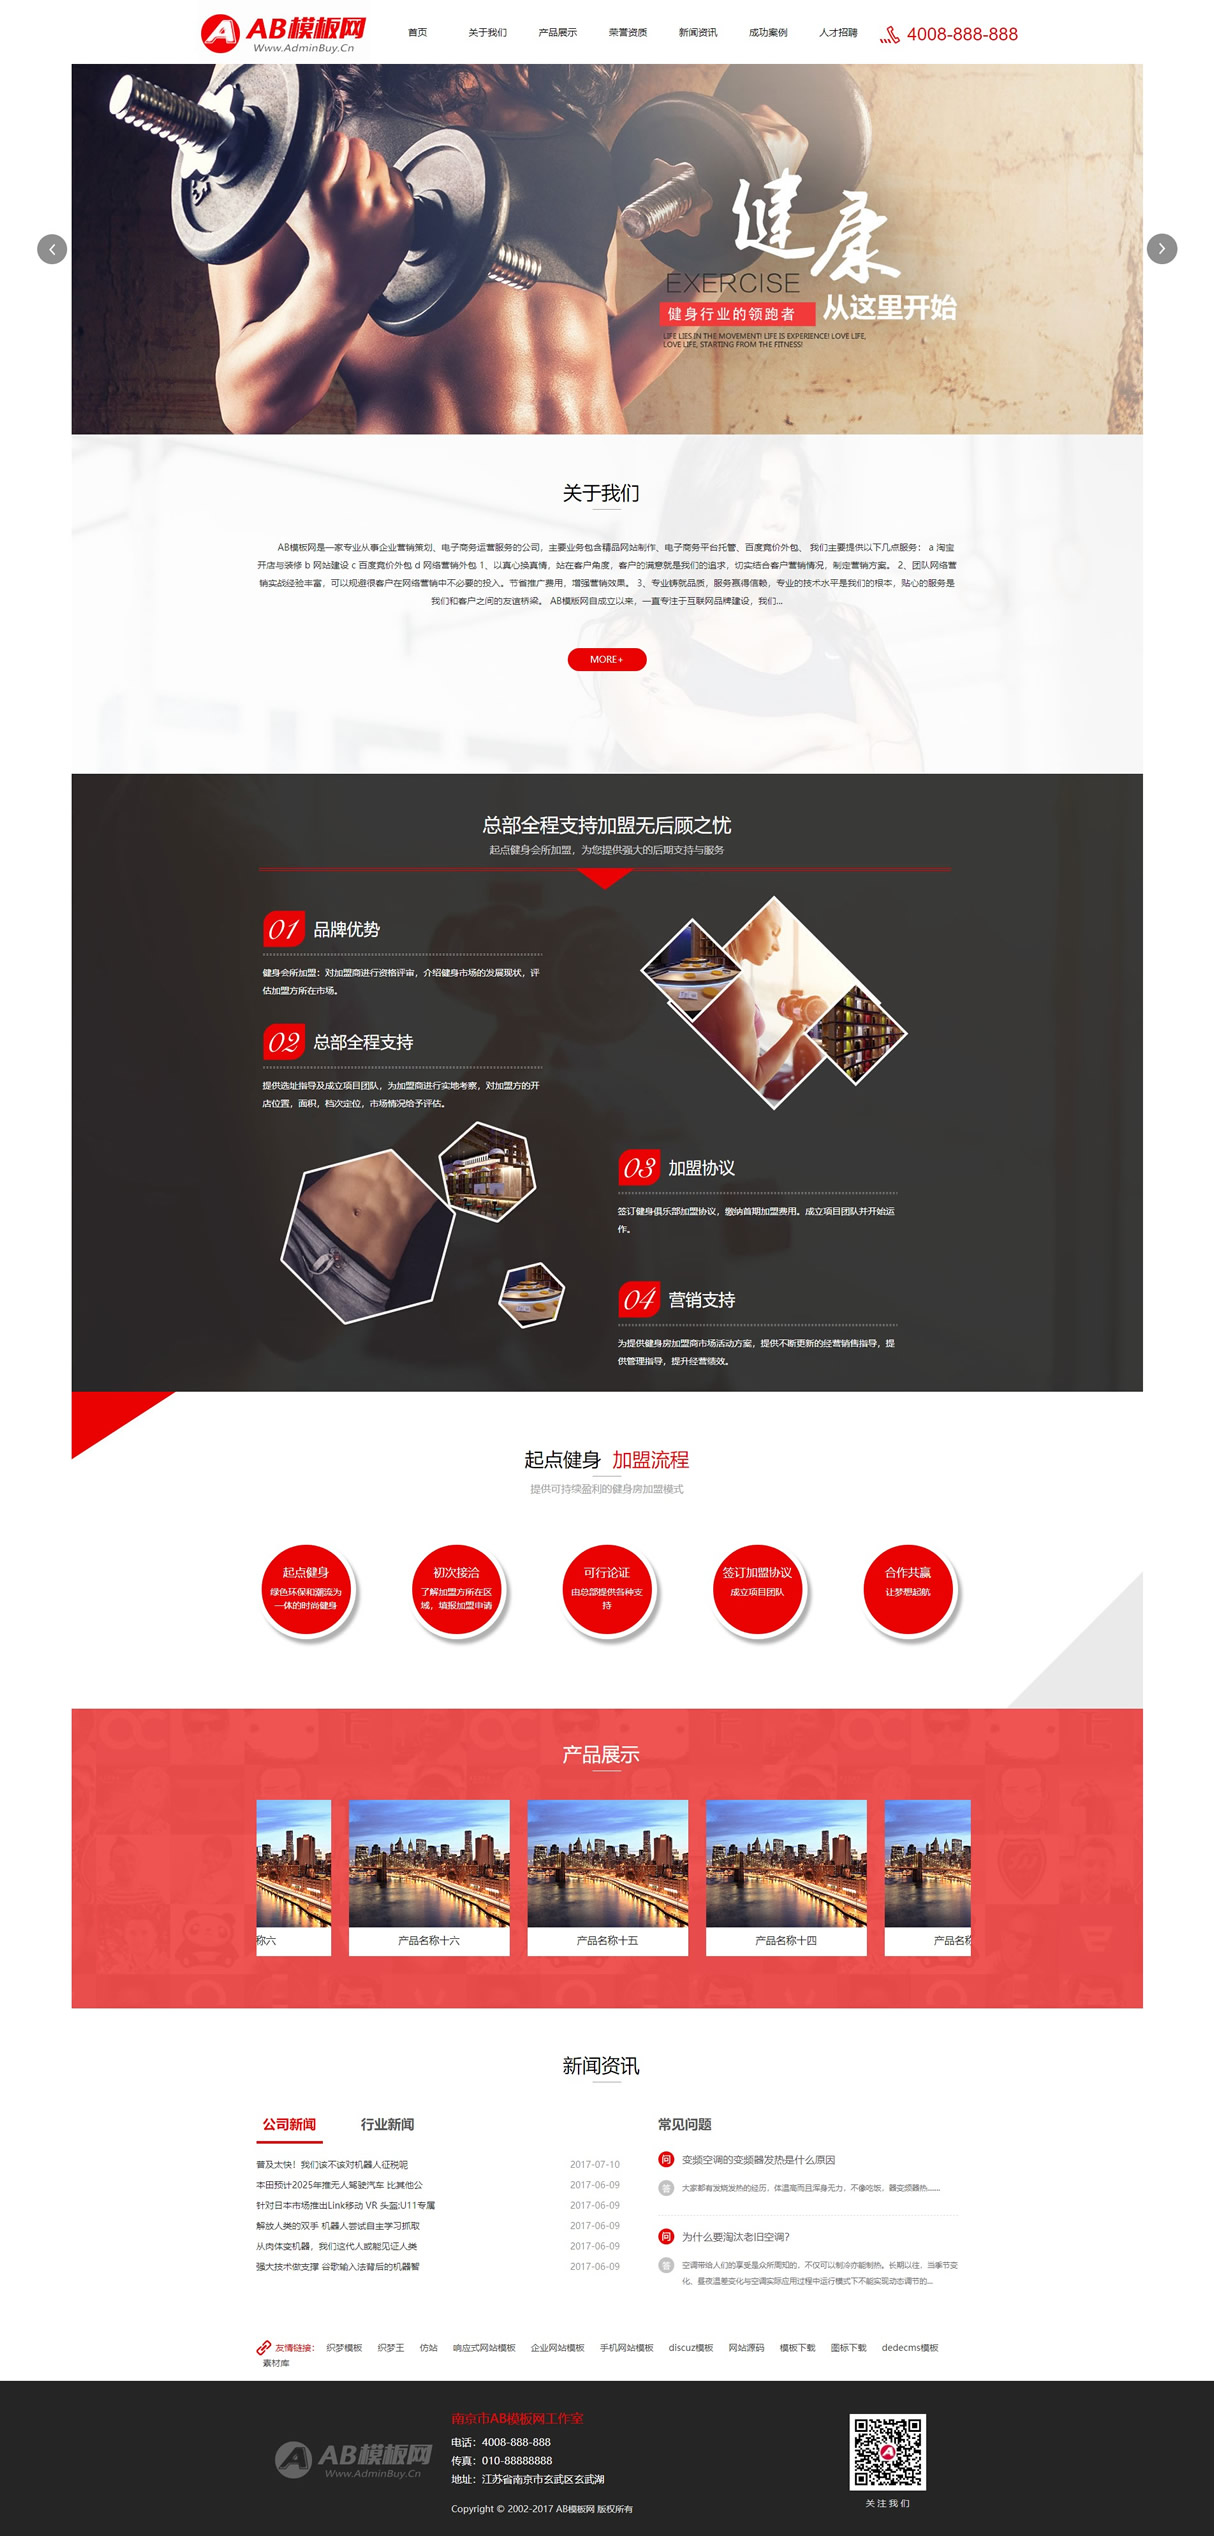 AB模板网
Www.AdminBuy.Cn
首页 关于我们 产品展示 荣誉资质 新闻资讯 成功案例 人才招聘 4008-888-888
健康
EXERCISE
健身行业的领跑者 从这里开始
LIFE LIES IN THE MOVEMENT! LIFE IS EXPERIENCE! LOVE LIFE,
LOVE LIFE, STARTING FROM THE FITNESS!
关于我们
AB模板网是一家专业从事企业营销策划、电子商务运营服务的公司，主要业务包含精品网站制作、电子商务平台托管、百度竞价外包、 我们主要提供以下几点服务： a 淘宝
开店与装修 b 网站建设 c 百度竞价外包 d 网络营销外包 1、以真心换真情，站在客户角度，客户的满意就是我们的追求，切实结合客户营销情况，制定营销方案。 2、团队网络营
销实战经验丰富，可以规避很客户在网络营销中不必要的投入。节省推广费用，增强营销效果。 3、专业铸就品质，服务赢得信赖，专业的技术水平是我们的根本，贴心的服务是
我们和客户之间的友谊桥梁。 AB模版网自成立以来，一直专注于互联网品牌建设，我们...
MORE+
总部全程支持加盟无后顾之忧
起点健身会所加盟，为您提供强大的后期支持与服务
01 品牌优势
健身会所加盟：对加盟商进行资格评审，介绍健身市场的发展现状，评
估加盟方所在市场。
02 总部全程支持
提供选址指导及成立项目团队，为加盟商进行实地考察，对加盟方的开
店位置，面积，档次定位，市场情况给予评估。
03 加盟协议
签订健身俱乐部加盟协议，缴纳首期加盟费用。成立项目团队并开始运
作。
04 营销支持
为提供健身房加盟商市场活动方案，提供不断更新的经营销售指导，提
供管理指导，提升经营绩效。
起点健身 加盟流程
提供可持续盈利的健身房加盟模式
起点健身
绿色环保和潮流为
一体的时尚健身
初次接洽
了解加盟方所在区
域，填报加盟申请
可行论证
由总部提供各种支
持
签订加盟协议
成立项目团队
合作共赢
让梦想起航
产品展示
称六 产品名称十六 产品名称十五 产品名称十四 产品名称
新闻资讯
公司新闻 行业新闻
普及太快！我们该不该对机器人征税呢 2017-07-10
本田预计2025年推无人驾驶汽车 比其他公 2017-06-09
针对日本市场推出Link移动 VR 头盔:U11专属 2017-06-09
解放人类的双手 机器人尝试自主学习抓取 2017-06-09
从肉体变机器，我们这代人或能见证人类 2017-06-09
强大技术做支撑 谷歌输入法背后的机器智 2017-06-09
常见问题
问 变频空调的变频器发热是什么原因
答 大家都有发烧发热的经历，体温高而且浑身无力，不像吃饭，器变频器热......
问 为什么要淘汰老旧空调？
答 空调带给人们的享受是众所周知的，不仅可以制冷亦能制热。长期以往，当季节变
化、昼夜温差变化与空调实际应用过程中运行模式下不能实现动态调节的...
友情链接： 织梦模板 织梦王 仿站 响应式网站模板 企业网站模板 手机网站模板 discuz模板 网站源码 模板下载 图标下载 dedecms模板
素材库
AB模板网
Www.AdminBuy.Cn
南京市AB模板网工作室
电话：4008-888-888
传真：010-88888888
地址：江苏省南京市玄武区玄武湖
Copyright © 2002-2017 AB模板网 版权所有
关注我们